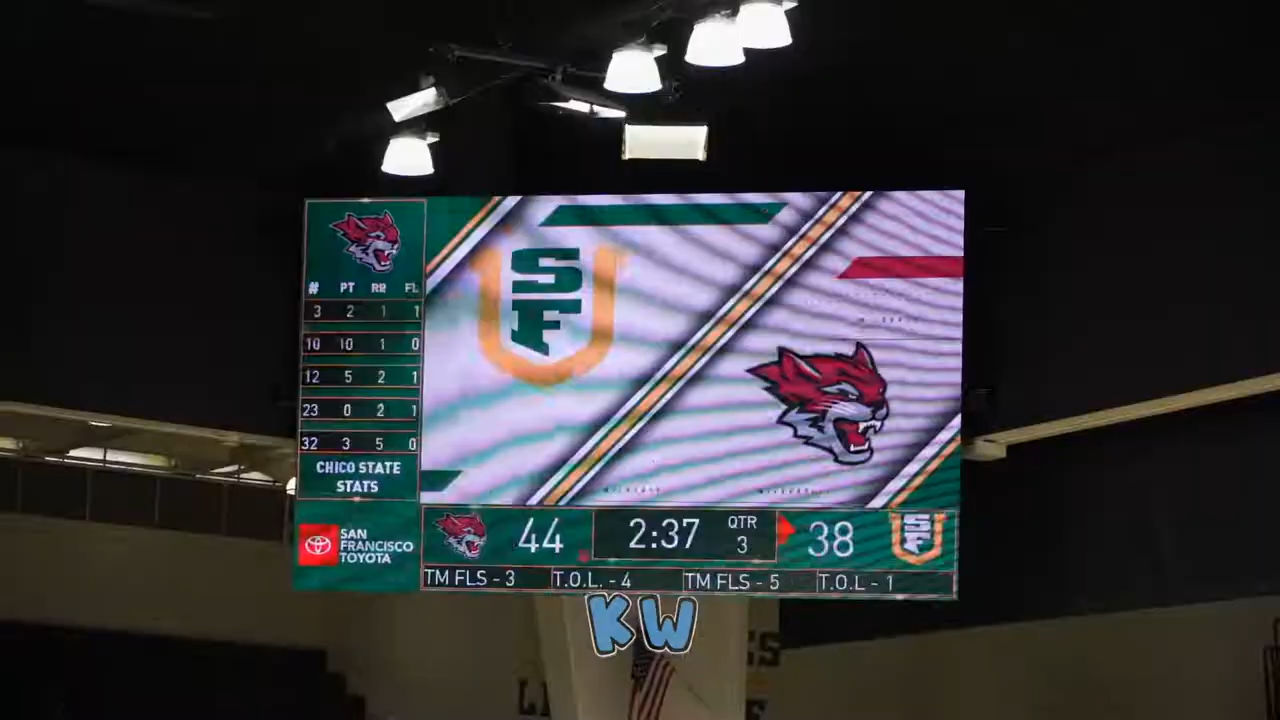 # PT RB FL
3 2 1 1
10 10 1 0
12 5 2 1
23 0 2 1
32 3 5 0
CHICO STATE
STATS
SF
SAN
FRANCISCO
TOYOTA
44
2:37
QTR
3
38
SF
TM FLS - 3
T.O.L. - 4
TM FLS - 5
T.O.L - 1
KW